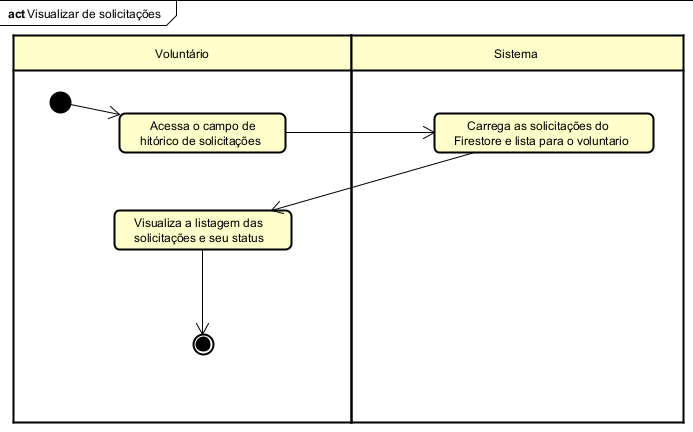 act Visualizar de solicitações
Voluntário
Sistema
Acessa o campo de
hitórico de solicitações
Carrega as solicitações do
Firestore e lista para o voluntario
Visualiza a listagem das
solicitações e seu status